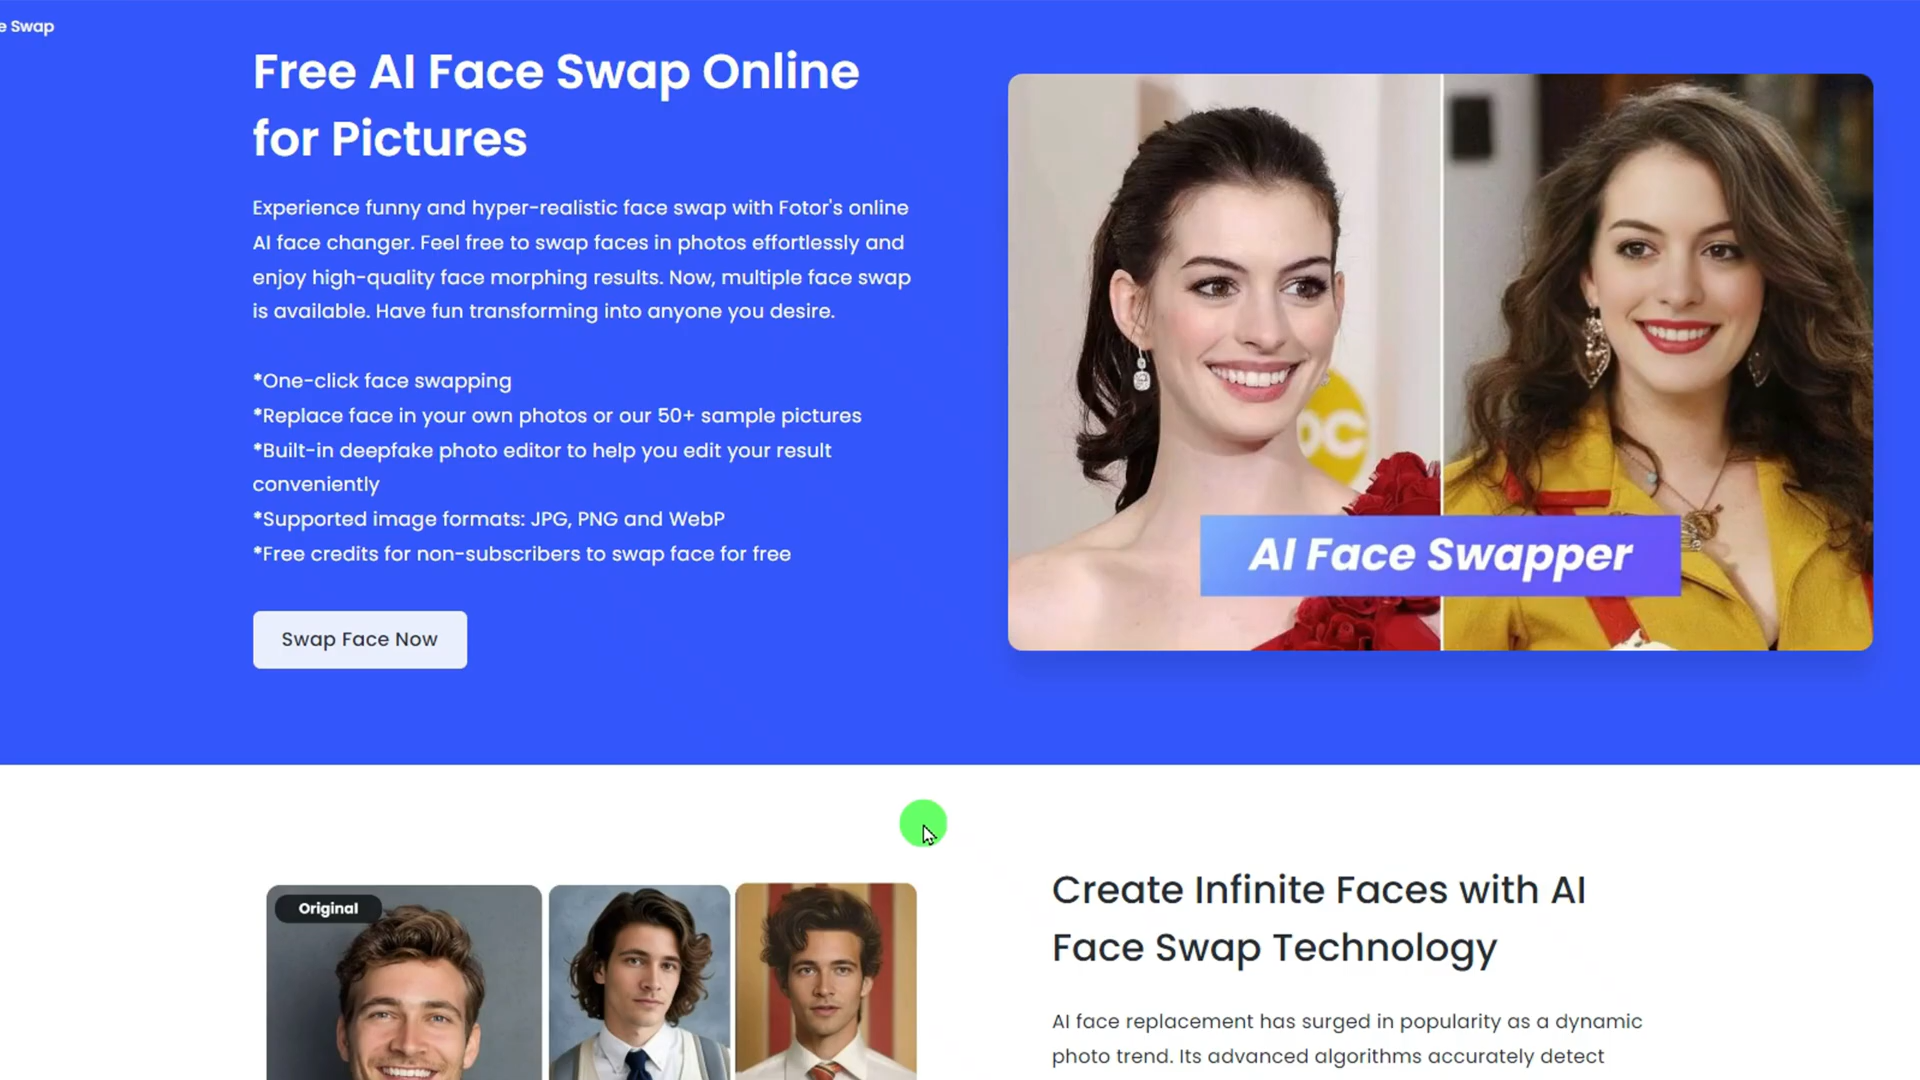 e Swap
Free AI Face Swap Online
for Pictures
Experience funny and hyper-realistic face swap with Fotor's online
AI face changer. Feel free to swap faces in photos effortlessly and
enjoy high-quality face morphing results. Now, multiple face swap
is available. Have fun transforming into anyone you desire.
*One-click face swapping
*Replace face in your own photos or our 50+ sample pictures
*Built-in deepfake photo editor to help you edit your result
conveniently
*Supported image formats: JPG, PNG and WebP
*Free credits for non-subscribers to swap face for free
Swap Face Now
AI Face Swapper
Original
Create Infinite Faces with AI
Face Swap Technology
AI face replacement has surged in popularity as a dynamic
photo trend. Its advanced algorithms accurately detect